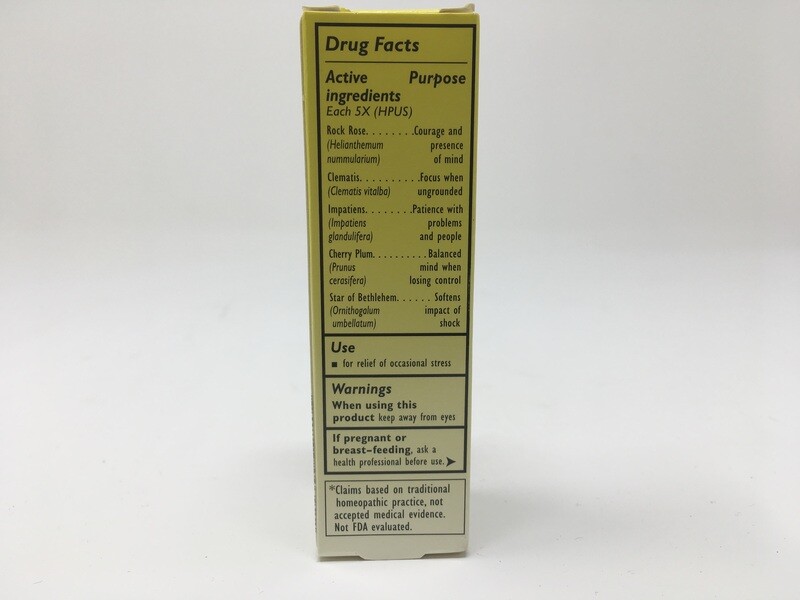 Drug Facts
Active Purpose
ingredients
Each 5X (HPUS)
Rock Rose. . . . . . . .Courage and
(Helianthemum presence
nummularium) of mind
Clematis. . . . . . . . . .Focus when
(Clematis vitalba) ungrounded
Impatiens. . . . . . . .Patience with
(Impatiens problems
glandulifera) and people
Cherry Plum. . . . . . . . . . Balanced
(Prunus mind when
cerasifera) losing control
Star of Bethlehem. . . . . . Softens
(Ornithogalum impact of
umbellatum) shock
Use
■ for relief of occasional stress
Warnings
When using this
product keep away from eyes
If pregnant or
breast-feeding, ask a
health professional before use.➤
*Claims based on traditional
homeopathic practice, not
accepted medical evidence.
Not FDA evaluated.